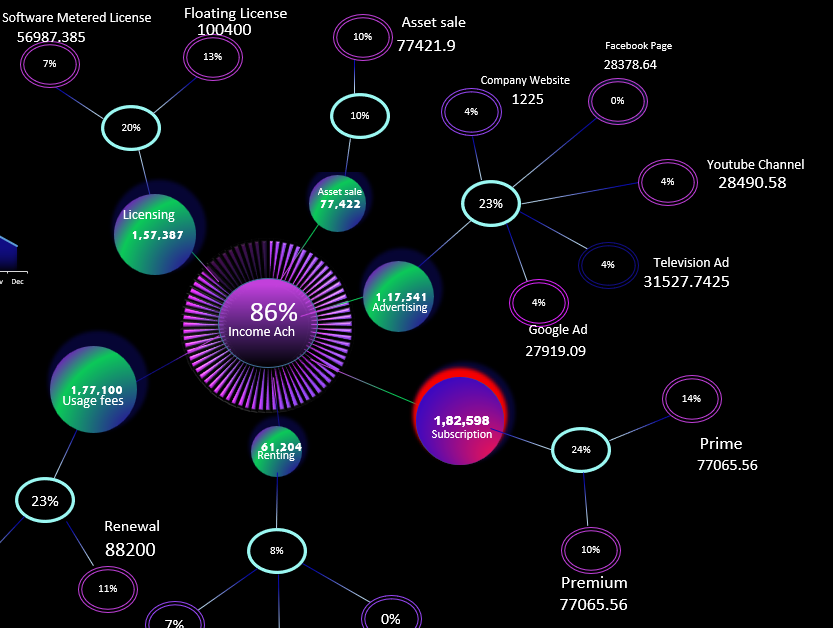 Software Metered License
56987.385
7%
Floating License
100400
13%
20%
Licensing
1,57,387
10%
Asset sale
77421.9
10%
Asset sale
77,422
Company Website
1225
4%
Facebook Page
28378.64
0%
Youtube Channel
28490.58
4%
23%
Television Ad
31527.7425
4%
4%
Google Ad
27919.09
1,17,541
Advertising
Dec
86%
Income Ach
1,77,100
Usage fees
61,204
Renting
1,82,598
Subscription
14%
Prime
77065.56
24%
10%
Premium
77065.56
23%
Renewal
88200
11%
8%
7%
0%